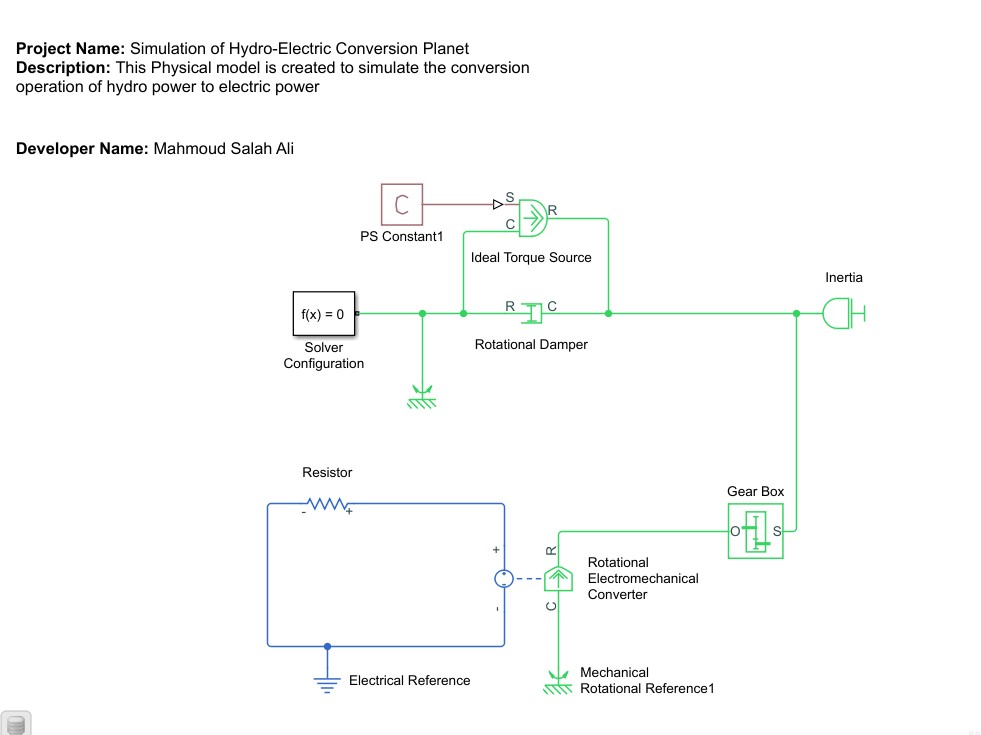 Project Name: Simulation of Hydro-Electric Conversion Planet
Description: This Physical model is created to simulate the conversion
operation of hydro power to electric power
Developer Name: Mahmoud Salah Ali
C
S
R
C
PS Constant1
Ideal Torque Source
Inertia
f(x) = 0
R
C
Solver
Configuration
Rotational Damper
Resistor
-
+
Gear Box
O
S
+
-
R
C
Rotational
Electromechanical
Converter
Electrical Reference
Mechanical
Rotational Reference1